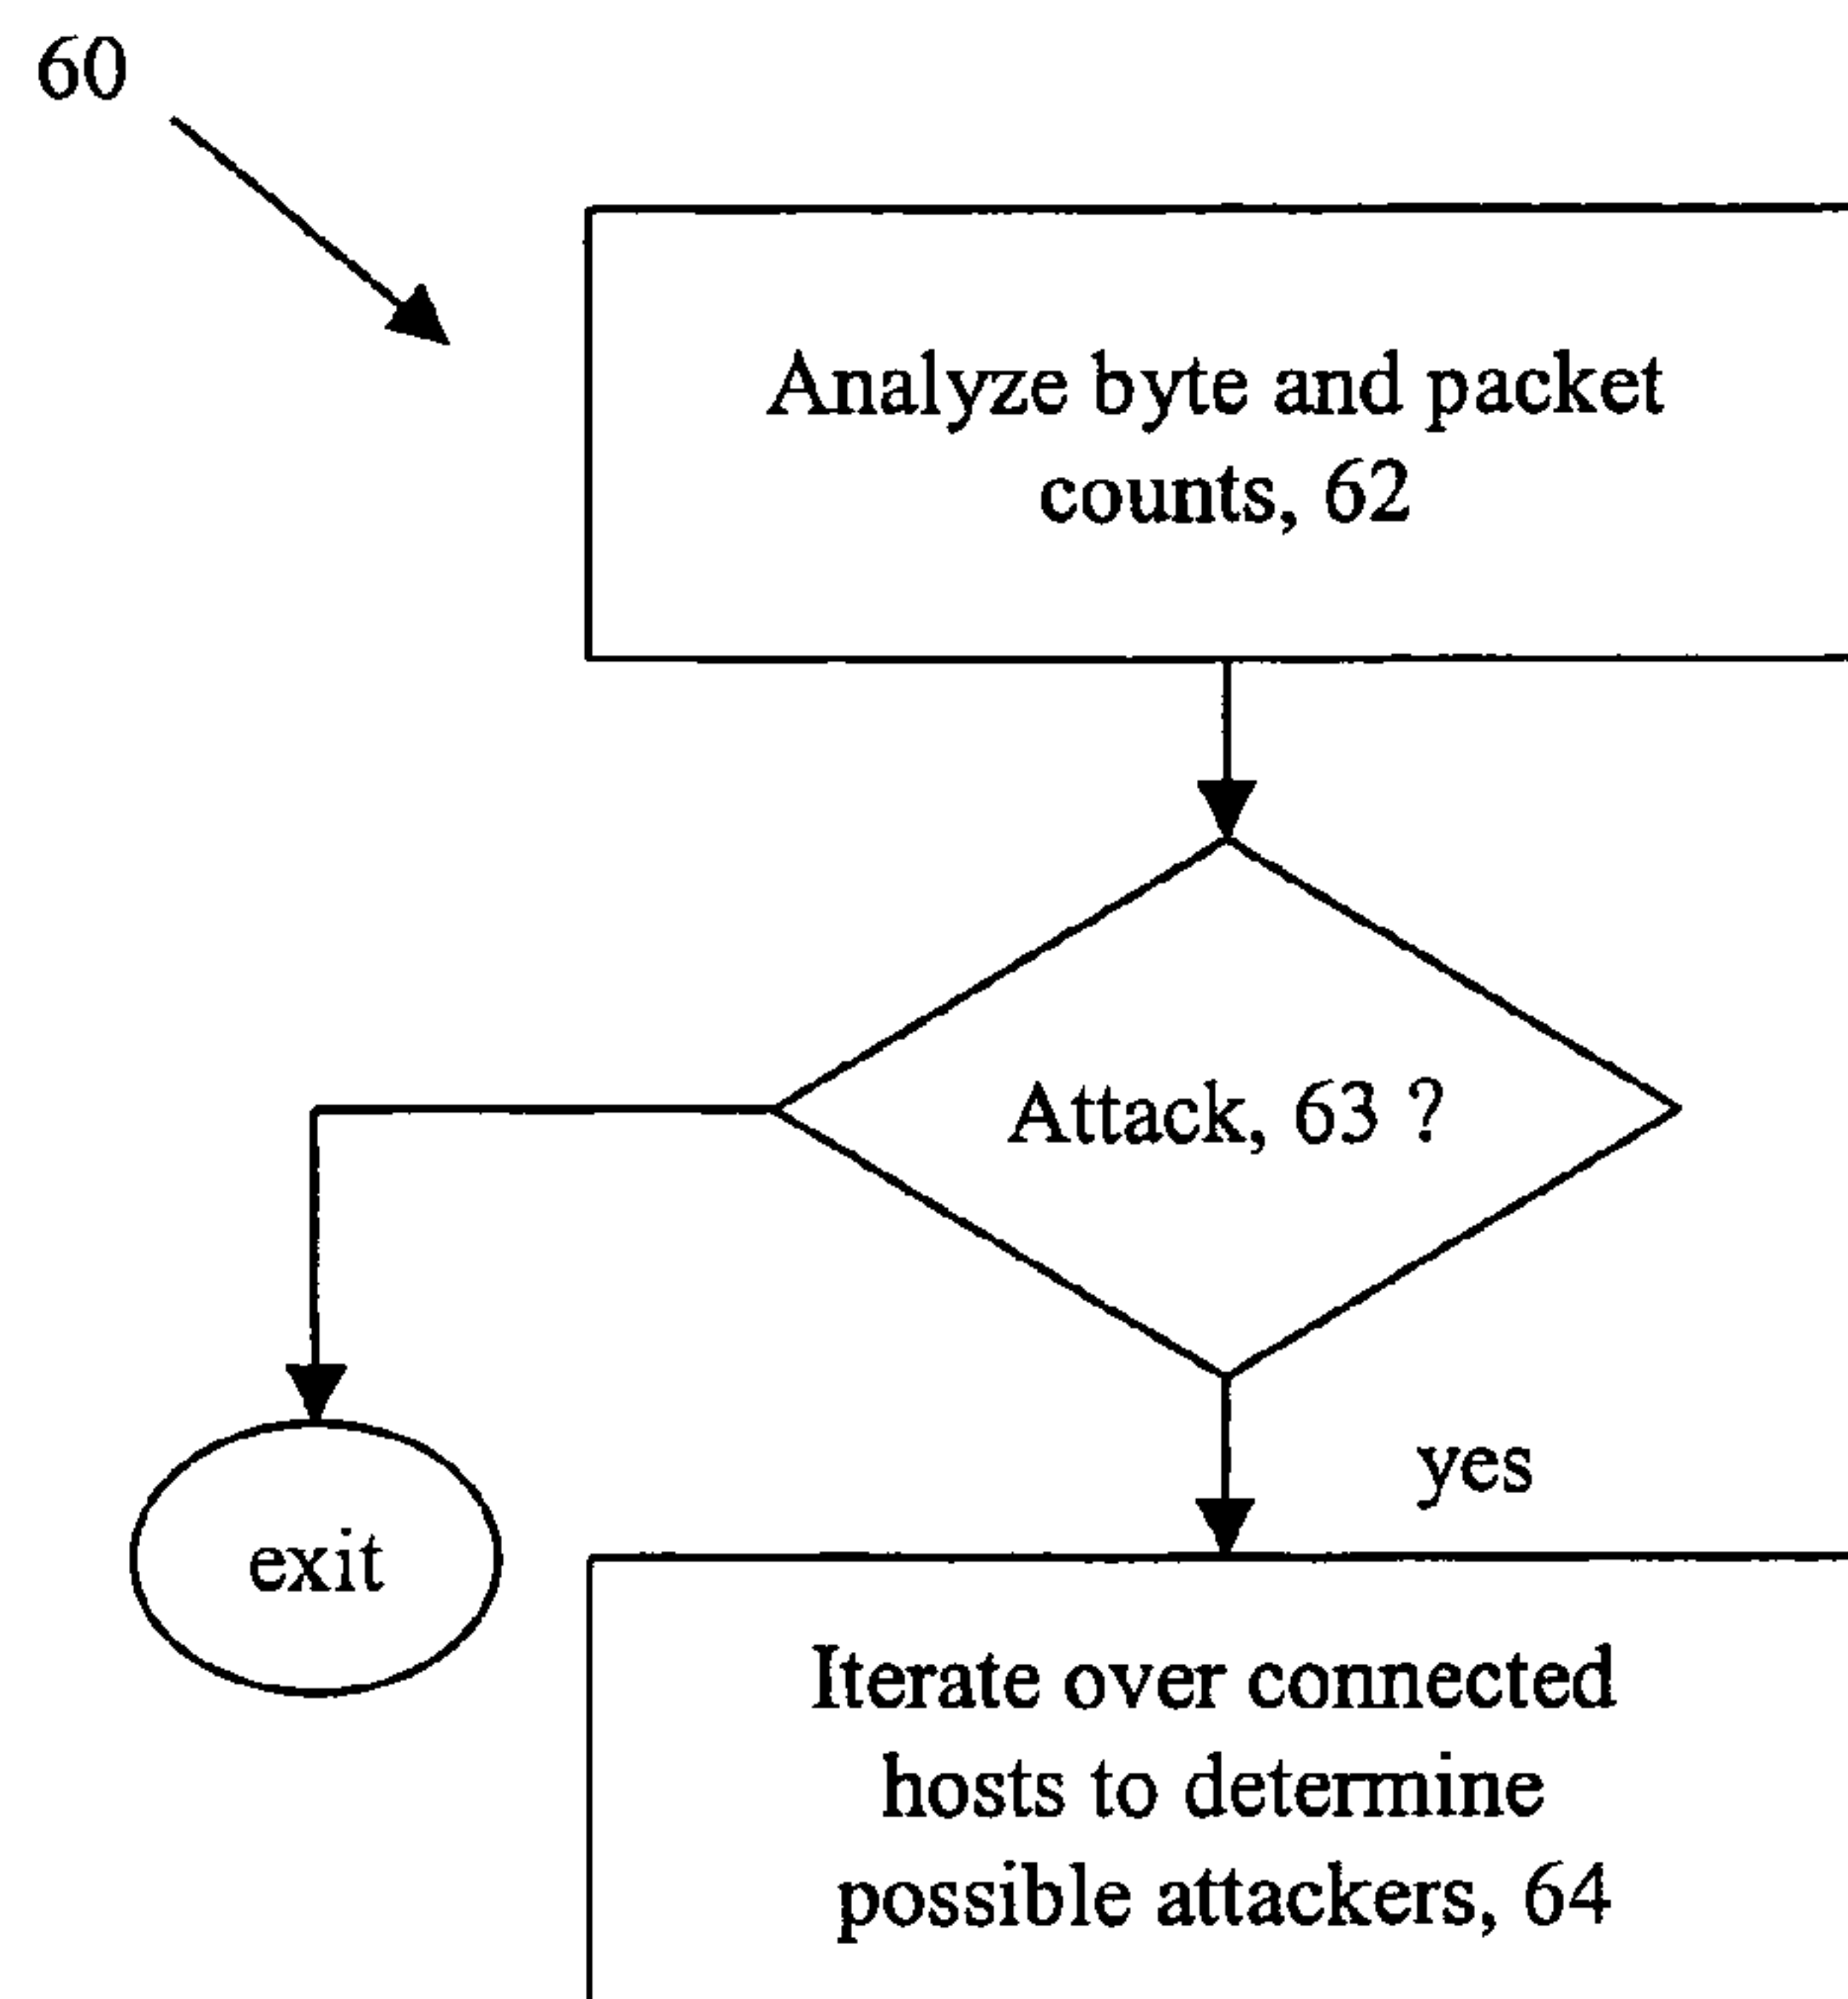 60
Analyze byte and packet
counts, 62
Attack, 63 ?
yes
exit
Iterate over connected
hosts to determine
possible attackers, 64